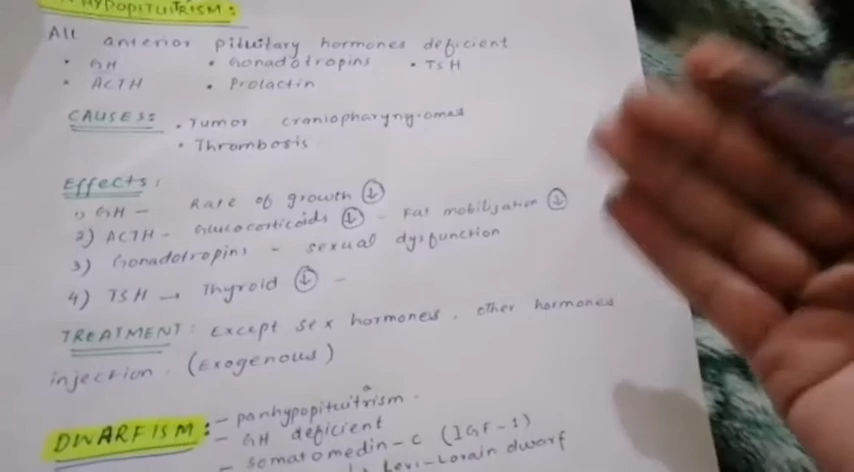 HYPOPITUITRISM:
All anterior pituitary hormones deficient
• GH • Gonadotropins • TSH
• ACTH • Prolactin
CAUSES: • Tumor craniopharyngiomas
• Thrombosis
Effects:
1) GH — Rate of growth ↓
2) ACTH — Glucocorticoids ↓ — Fat mobilization ↓
3) Gonadotropins — sexual dysfunction
4) TSH → Thyroid ↓ —
TREATMENT: Except sex hormones, other hormones
injection. (Exogenous)
DWARFISM: — panhypopituitarism.
— GH deficient
— somatomedin-c (IGF-1)
Levi-Lorain dworf